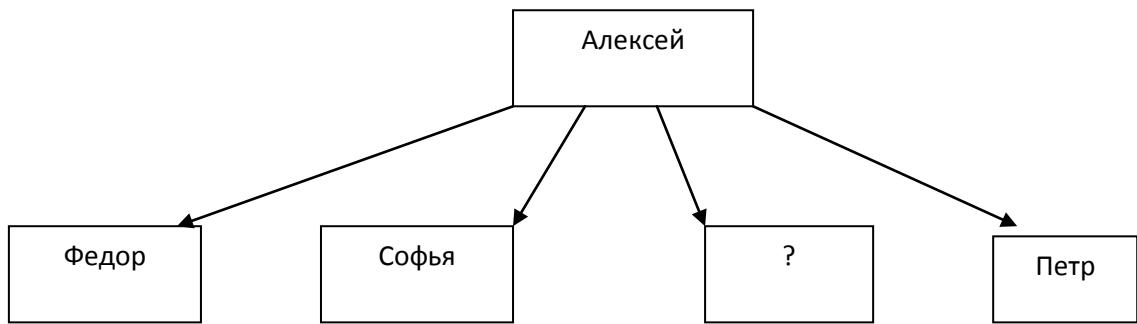 Алексей
Федор
Софья
?
Петр